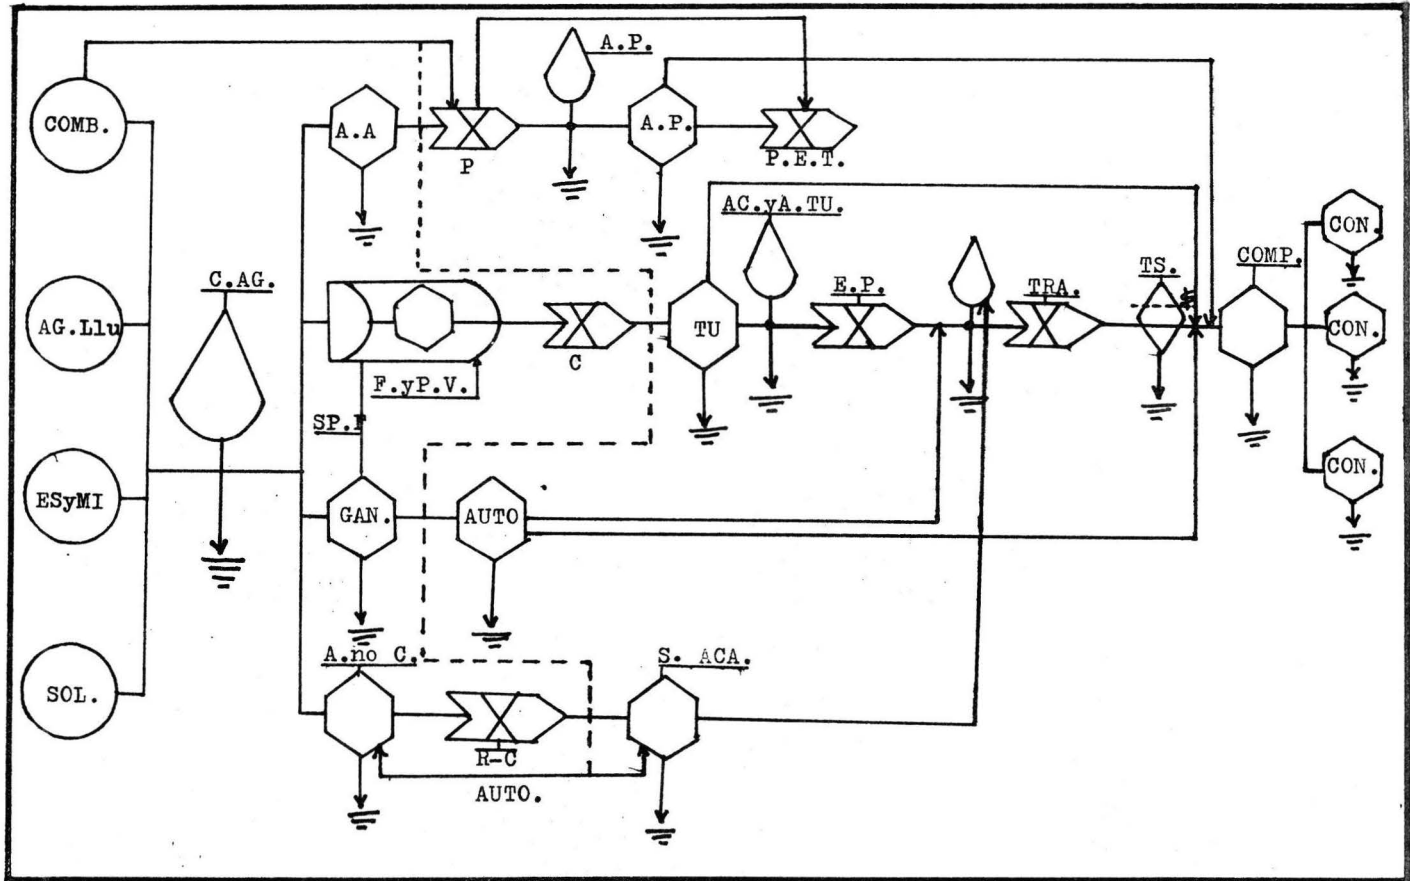 A.P.
COMB.
A.A
A.P.
P
P.E.T.
AC.yA.TU.
CON.
C.AG.
E.P.
TRA.
TS.
COMP.
AG.Llu
TU
CON.
C
F.yP.V.
CON.
ESyMI
GAN.
AUTO
A.no C.
S. ACA.
SOL.
R-C
AUTO.